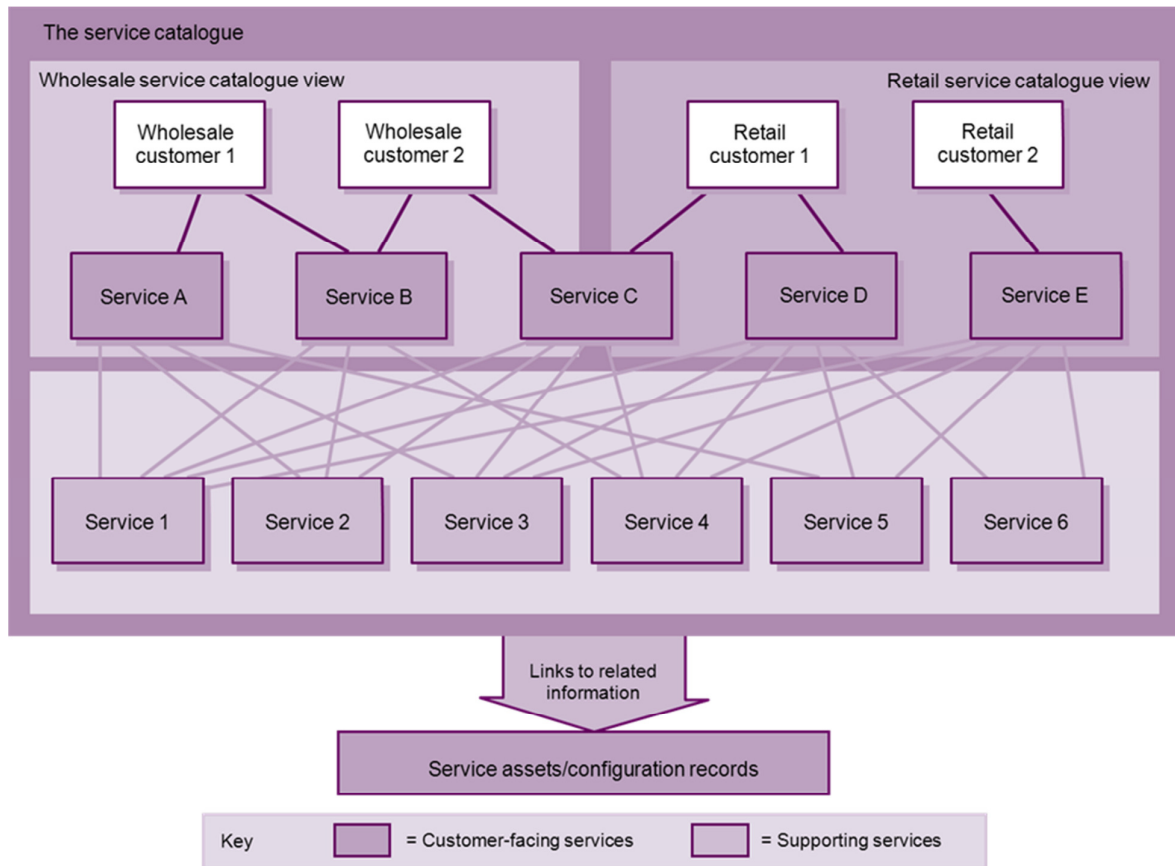 The service catalogue
Wholesale service catalogue view
Retail service catalogue view
Wholesale
customer 1
Wholesale
customer 2
Retail
customer 1
Retail
customer 2
Service A
Service B
Service C
Service D
Service E
Service 1
Service 2
Service 3
Service 4
Service 5
Service 6
Links to related
information
Service assets/configuration records
Key
= Customer-facing services
= Supporting services